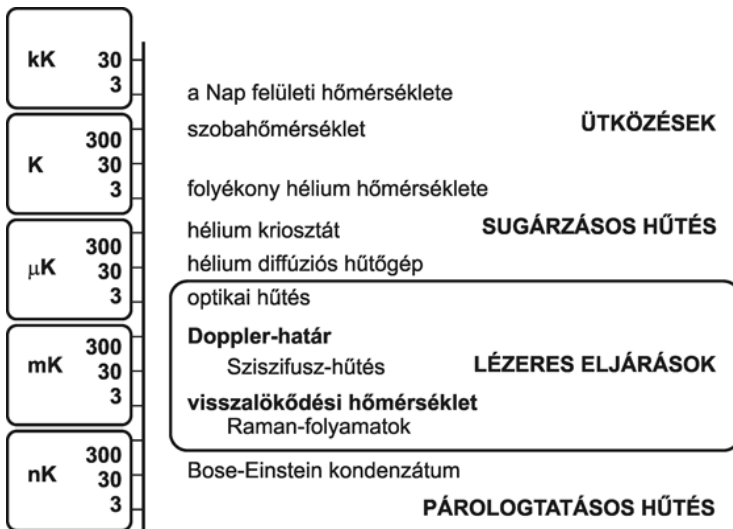 kK 30
3
a Nap felületi hőmérséklete
szobahőmérséklet ÜTKÖZÉSEK
300
K 30
3
folyékony hélium hőmérséklete
hélium kriosztát SUGÁRZÁSOS HŰTÉS
300
μK 30
3
hélium diffúziós hűtőgép
optikai hűtés
Doppler-határ
300
mK 30
3
Sziszifusz-hűtés LÉZERES ELJÁRÁSOK
visszalökődési hőmérséklet
Raman-folyamatok
300
nK 30
3
Bose-Einstein kondenzátum
PÁROLOGTATÁSOS HŰTÉS